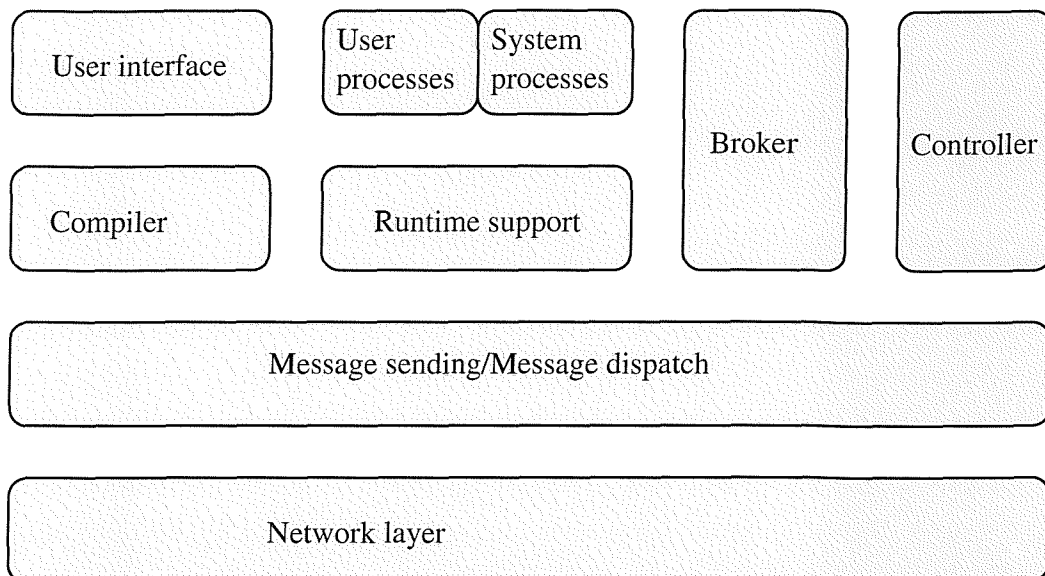 User interface
User
processes
System
processes
Broker
Controller
Compiler
Runtime support
Message sending/Message dispatch
Network layer